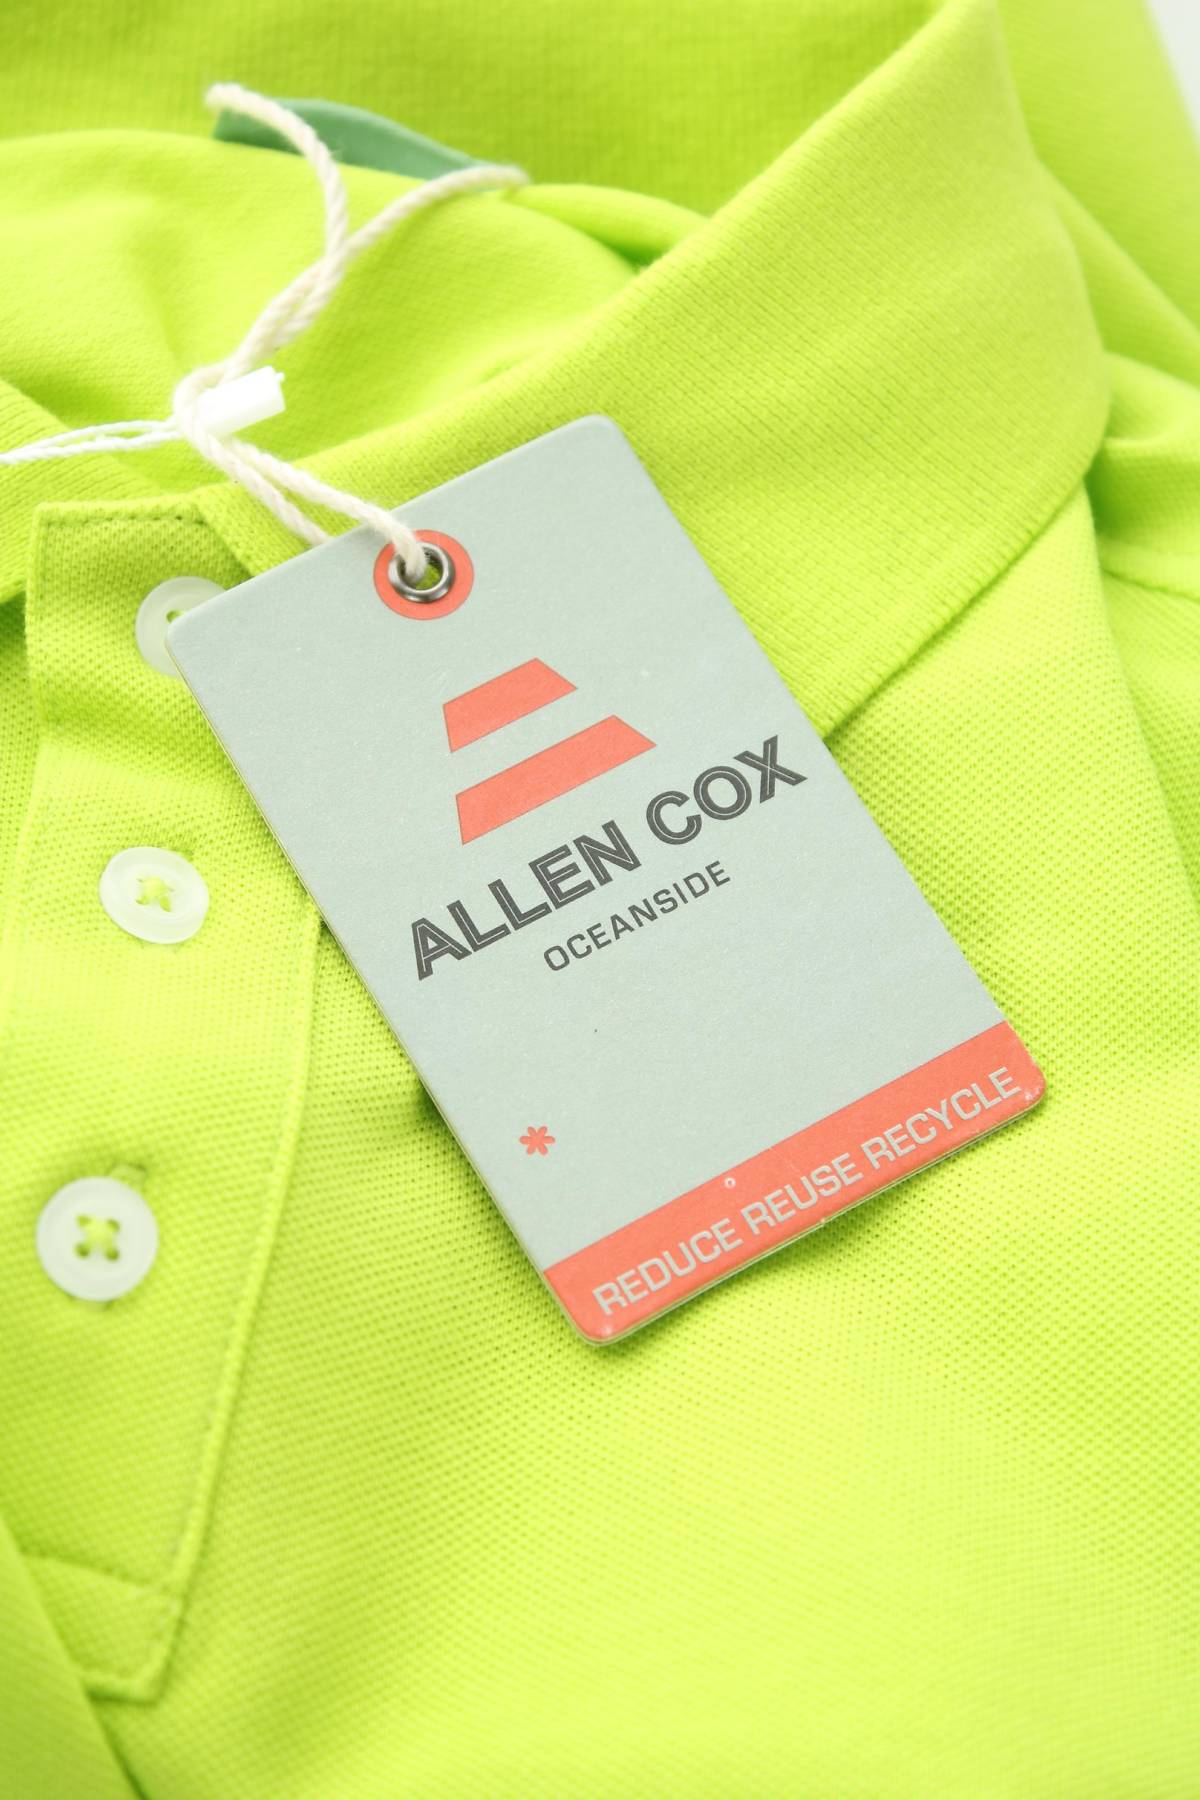 ALLEN COX
OCEANSIDE
*
REDUCE REUSE RECYCLE